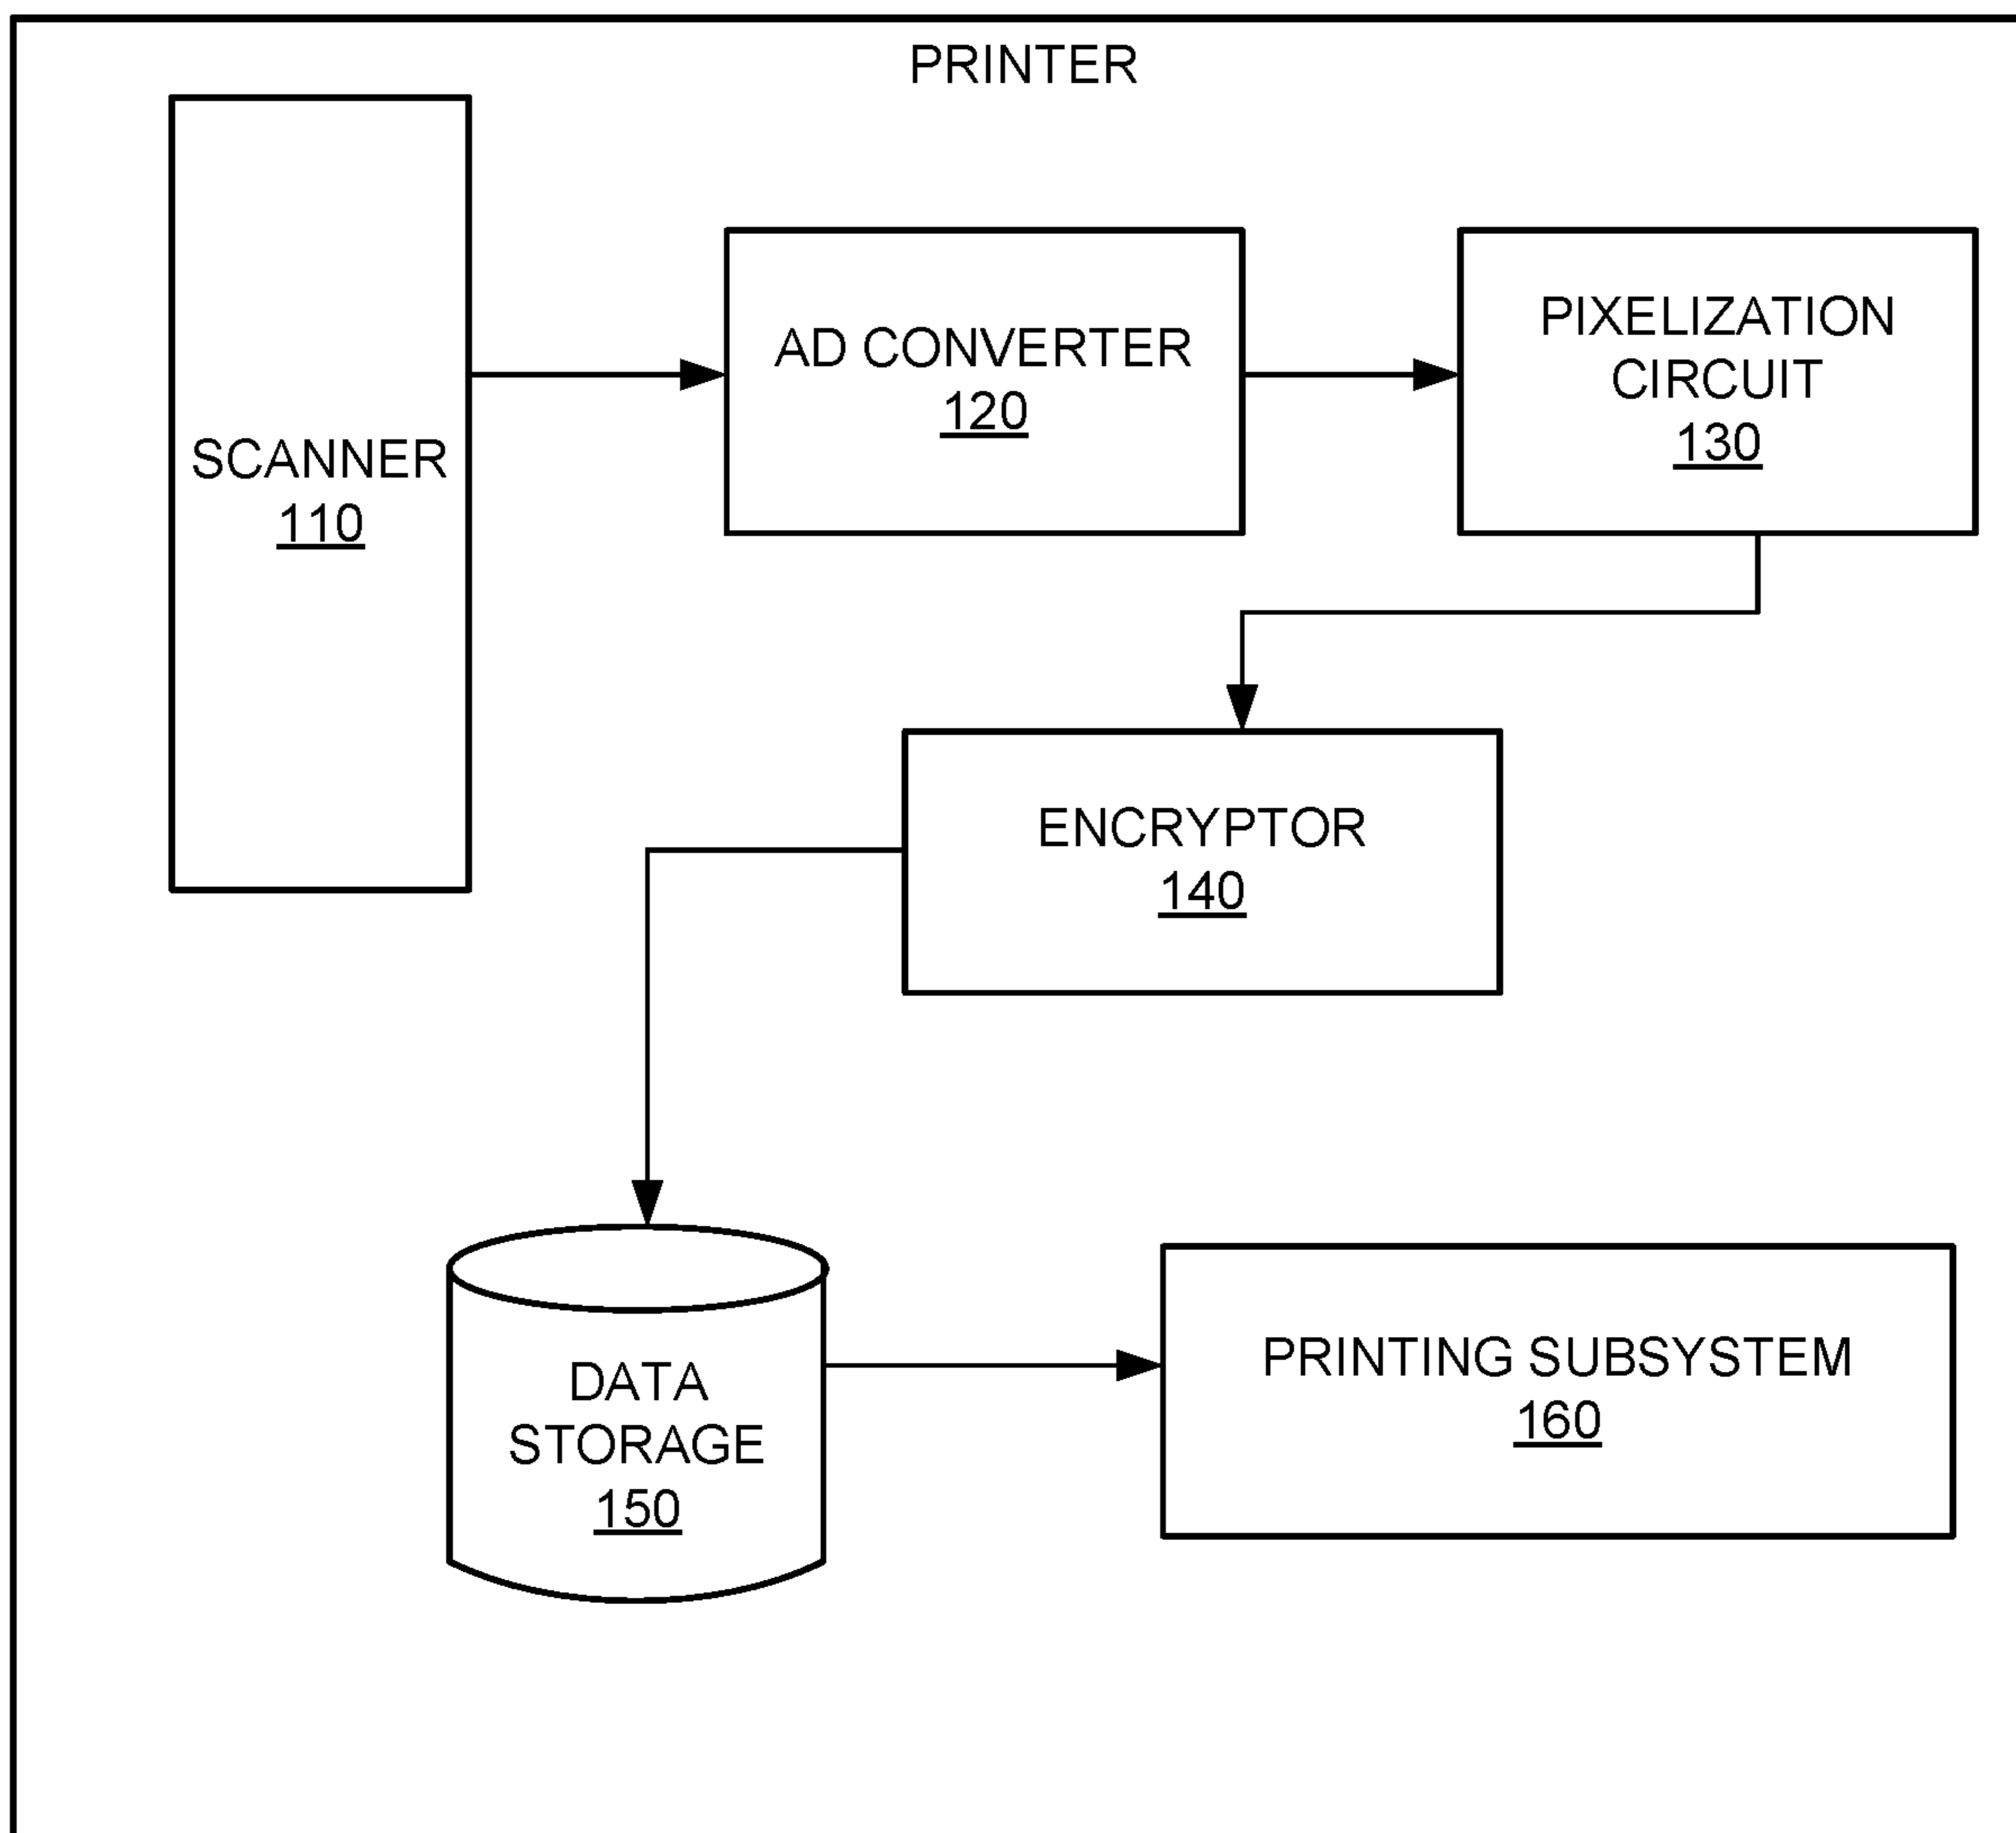 PRINTER
SCANNER
110
AD CONVERTER
120
PIXELIZATION
CIRCUIT
130
ENCRYPTOR
140
DATA
STORAGE
150
PRINTING SUBSYSTEM
160